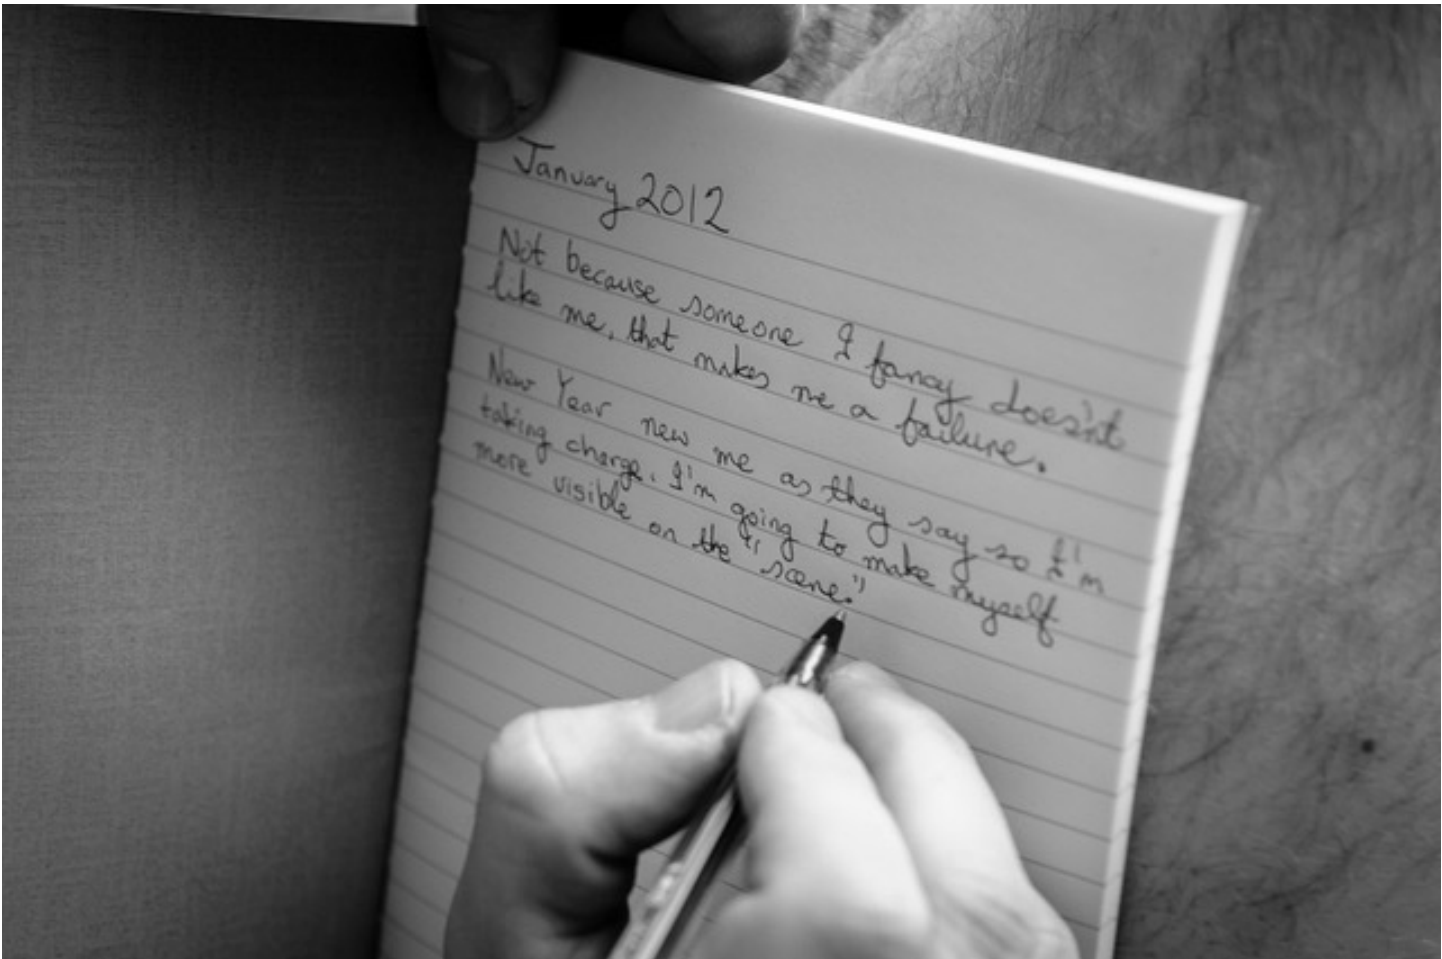 January 2012
Not because someone I fancy doesn't
like me, that makes me a failure.
New Year new me as they say so I'm
taking charge. I'm going to make myself
more visible on the "scene."